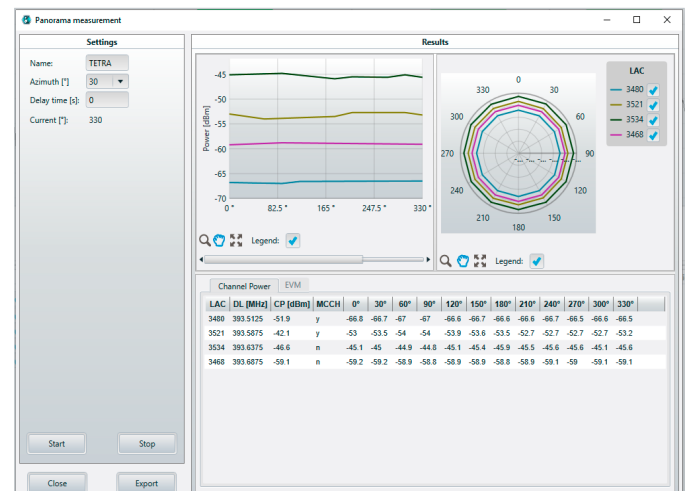 Panorama measurement
Settings
Name: TETRA
Azimuth [°] 30
Delay time [s]: 0
Current [°]: 330
Start Stop
Close Export
Results
Power [dBm]
-45
-50
-55
-60
-65
-70
0 ° 82.5 ° 165 ° 247.5 ° 330 °
Legend:
0
30
60
90
120
150
180
210
240
270
300
330
-... -... -... -...
Legend:
LAC
3480
3521
3534
3468
Channel Power EVM
LAC DL [MHz] CP [dBm] MCCH 0° 30° 60° 90° 120° 150° 180° 210° 240° 270° 300° 330°
3480 393.5125 -51.9 y -66.8 -66.7 -67 -67 -66.6 -66.7 -66.6 -66.6 -66.7 -66.5 -66.6 -66.5
3521 393.5875 -42.1 y -53 -53.5 -54 -54 -53.9 -53.6 -53.5 -52.7 -52.7 -52.7 -52.7 -53.2
3534 393.6375 -46.6 n -45.1 -45 -44.9 -44.8 -45.1 -45.4 -45.9 -45.5 -45.6 -45.6 -45.1 -45.6
3468 393.6875 -59.1 n -59.2 -59.2 -58.9 -58.8 -58.9 -58.9 -58.8 -58.9 -59.1 -59 -59.1 -59.1